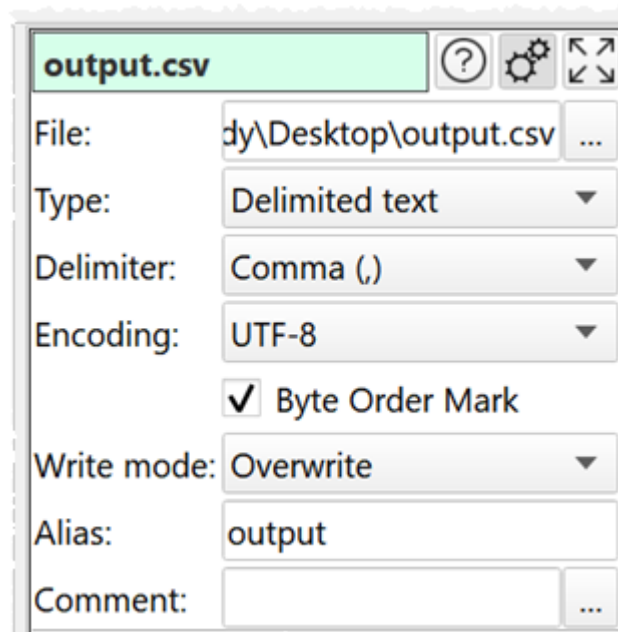 output.csv
File: dy\Desktop\output.csv ...
Type: Delimited text
Delimiter: Comma (,)
Encoding: UTF-8
Byte Order Mark
Write mode: Overwrite
Alias: output
Comment: ...